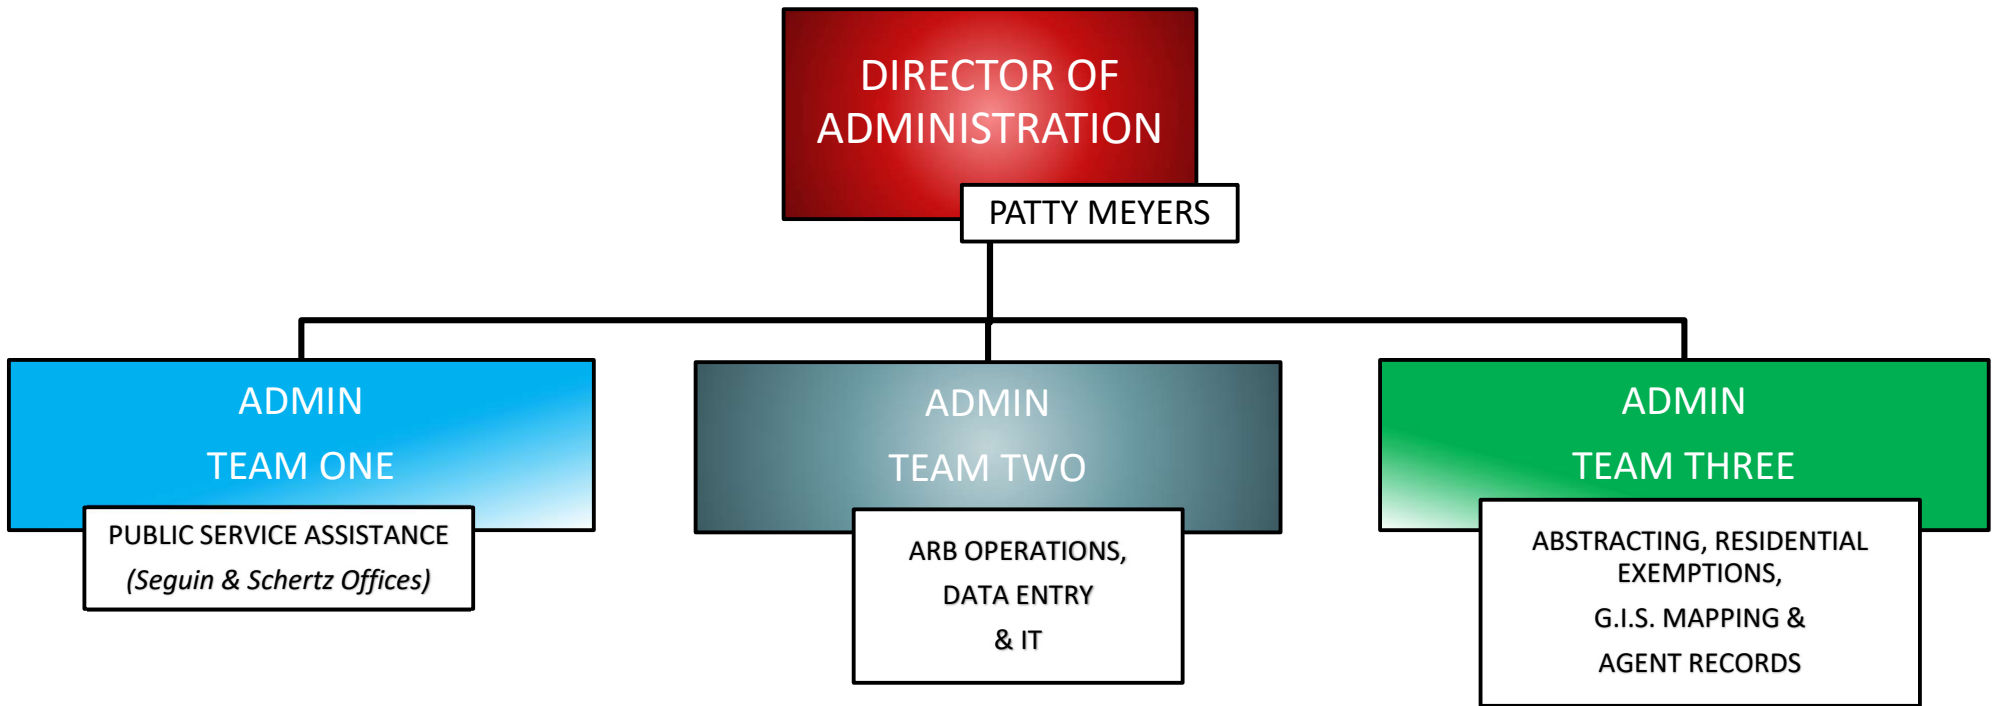 DIRECTOR OF
ADMINISTRATION
PATTY MEYERS
ADMIN
TEAM ONE
PUBLIC SERVICE ASSISTANCE
(Seguin & Schertz Offices)
ADMIN
TEAM TWO
ARB OPERATIONS,
DATA ENTRY
& IT
ADMIN
TEAM THREE
ABSTRACTING, RESIDENTIAL
EXEMPTIONS,
G.I.S. MAPPING &
AGENT RECORDS